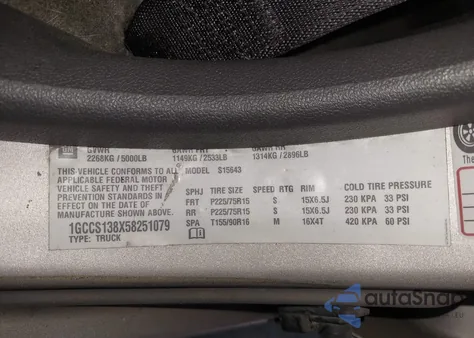 GM GVWR GAWR FRT GAWR RR
2268KG / 5000LB 1149KG / 2533LB 1314KG / 2896LB
THIS VEHICLE CONFORMS TO ALL MODEL S15643
APPLICABLE FEDERAL MOTOR
VEHICLE SAFETY AND THEFT SPHJ TIRE SIZE SPEED RTG RIM COLD TIRE PRESSURE
PREVENTION STANDARDS FRT P225/75R15 S 15X6.5J 230 KPA 33 PSI
IN EFFECT ON THE DATE OF RR P225/75R15 S 15X6.5J 230 KPA 33 PSI
MANUFACTURE SHOWN ABOVE. SPA T155/90R16 M 16X4T 420 KPA 60 PSI
1GCCS138X58251079
TYPE: TRUCK
autoSnap